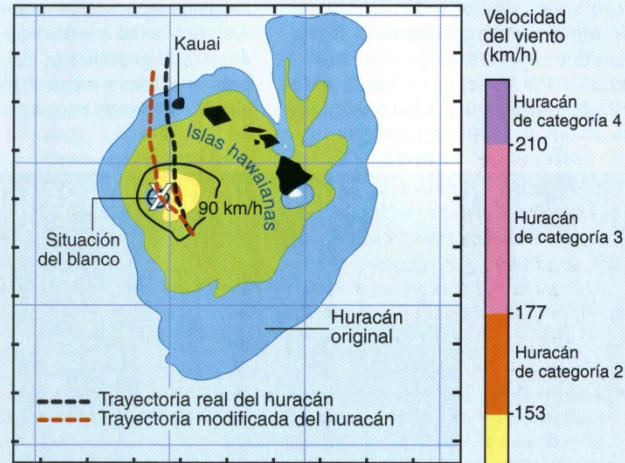 Kauai
Islas hawaianas
X
90 km/h
Situación
del blanco
Huracán
original
Trayectoria real del huracán
Trayectoria modificada del huracán
Velocidad
del viento
(km/h)
Huracán
de categoría 4
210
Huracán
de categoría 3
177
Huracán
de categoría 2
153